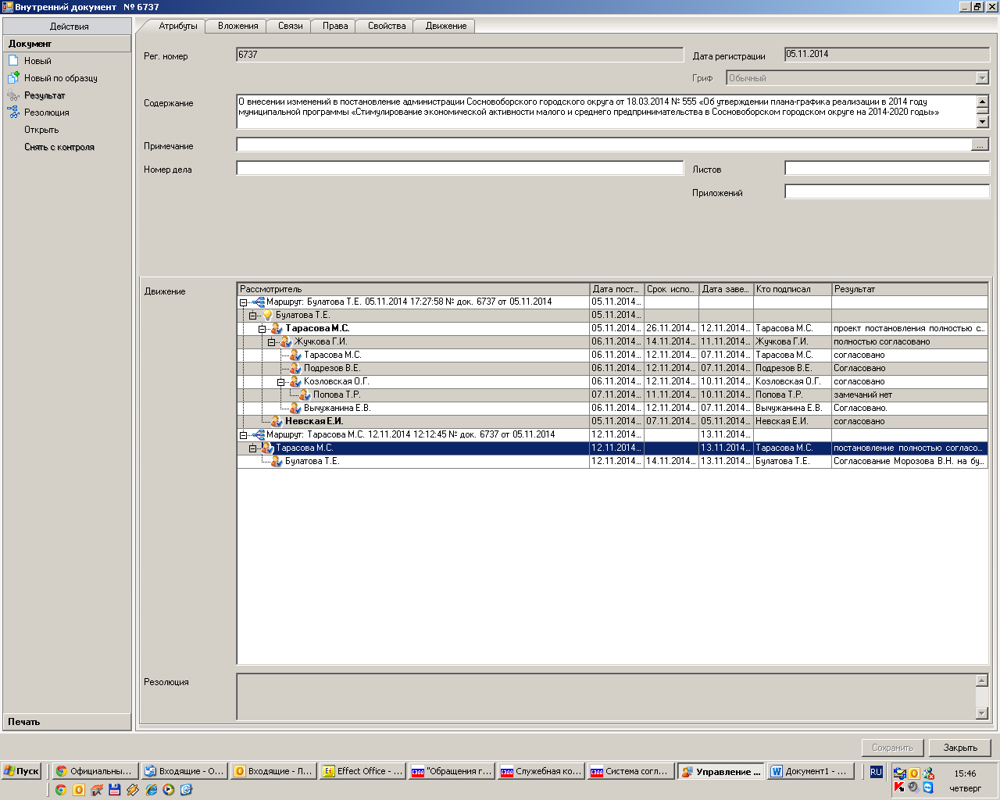 Внутренний документ № 6737
Действия
Документ
Новый
Новый по образцу
Результат
Резолюция
Открыть
Снять с контроля
Печать
Атрибуты Вложения Связи Права Свойства Движение
Рег. номер 6737 Дата регистрации 05.11.2014
Гриф Обычный
Содержание О внесении изменений в постановление администрации Сосновоборского городского округа от 18.03.2014 № 555 «Об утверждении плана-графика реализации в 2014 году
муниципальной программы «Стимулирование экономической активности малого и среднего предпринимательства в Сосновоборском городском округе на 2014-2020 годы»»
Примечание ...
Номер дела Листов
Приложений
Движение
Рассмотритель Дата пост... Срок испо... Дата заве... Кто подписал Результат
Маршрут: Булатова Т.Е. 05.11.2014 17:27:58 № док. 6737 от 05.11.2014 05.11.2014...
Булатова Т.Е. 05.11.2014...
Тарасова М.С. 05.11.2014... 26.11.2014... 12.11.2014... Тарасова М.С. проект постановления полностью с...
Жучкова Г.И. 06.11.2014... 14.11.2014... 11.11.2014... Жучкова Г.И. полностью согласовано
Тарасова М.С. 06.11.2014... 12.11.2014... 07.11.2014... Тарасова М.С. согласовано
Подрезов В.Е. 06.11.2014... 12.11.2014... 07.11.2014... Подрезов В.Е. Согласовано
Козловская О.Г. 06.11.2014... 12.11.2014... 10.11.2014... Козловская О.Г. согласовано
Попова Т.Р. 07.11.2014... 11.11.2014... 10.11.2014... Попова Т.Р. замечаний нет
Вычужанина Е.В. 06.11.2014... 12.11.2014... 07.11.2014... Вычужанина Е.В. Согласовано.
Невская Е.И. 05.11.2014... 07.11.2014... 05.11.2014... Невская Е.И. согласовано
Маршрут: Тарасова М.С. 12.11.2014 12:12:45 № док. 6737 от 05.11.2014 12.11.2014... 13.11.2014...
Тарасова М.С. 12.11.2014... 13.11.2014... Тарасова М.С. постановление полностью согласо...
Булатова Т.Е. 12.11.2014... 14.11.2014... 13.11.2014... Булатова Т.Е. Согласование Морозова В.Н. на бу...
Резолюция
Сохранить Закрыть
Пуск Официальны... Входящие - О... Входящие - Л... Effect Office - ... "Обращения г... Служебная ко... Система согл... Управление ... Документ1 - ... RU 15:46
четверг